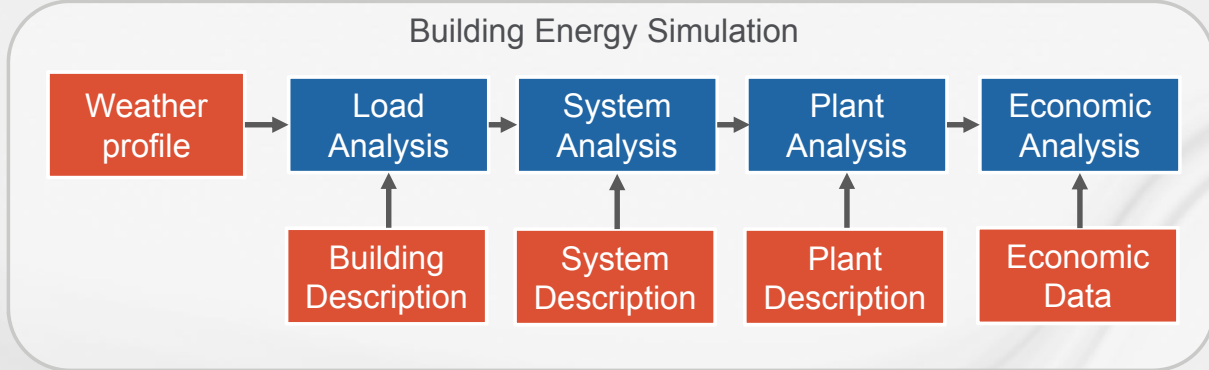 Building Energy Simulation
Weather
profile
Load
Analysis
System
Analysis
Plant
Analysis
Economic
Analysis
Building
Description
System
Description
Plant
Description
Economic
Data